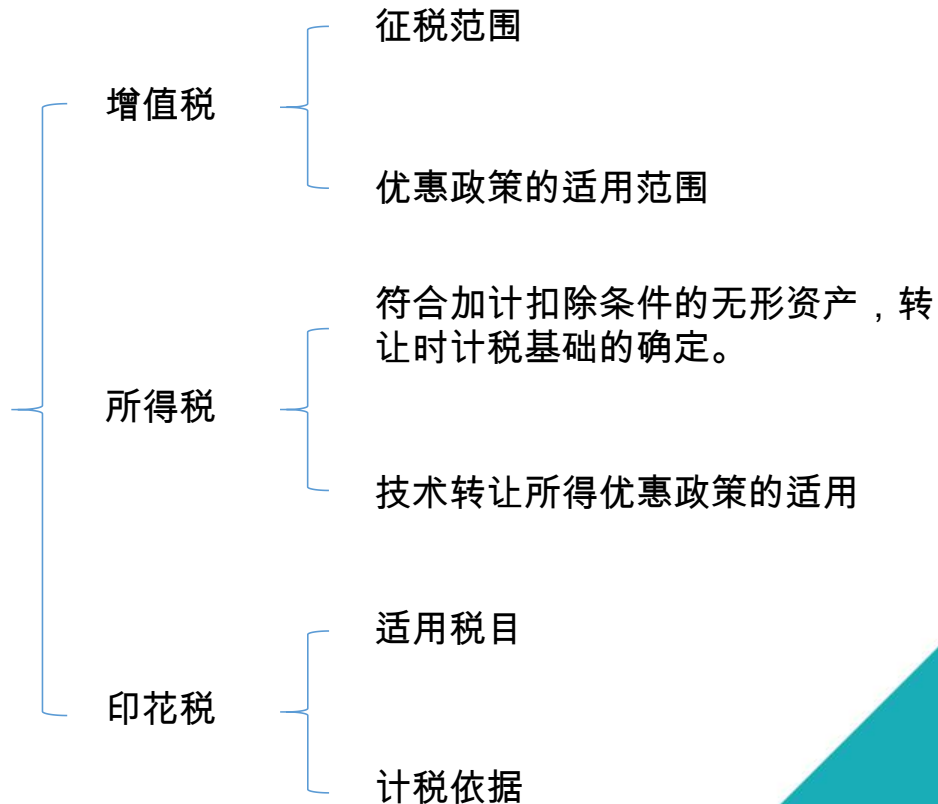 征税范围
增值税
优惠政策的适用范围
符合加计扣除条件的无形资产，转
让时计税基础的确定。
所得税
技术转让所得优惠政策的适用
适用税目
印花税
计税依据